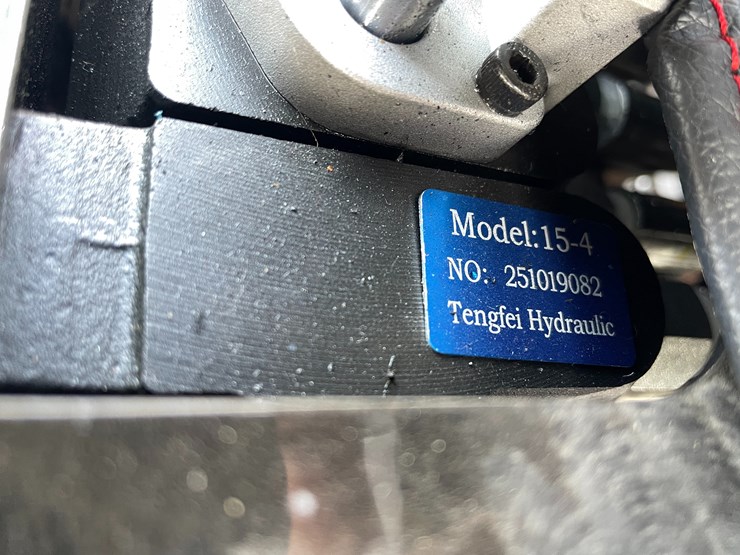 Model:15-4
NO: 251019082
Tengfei Hydraulic